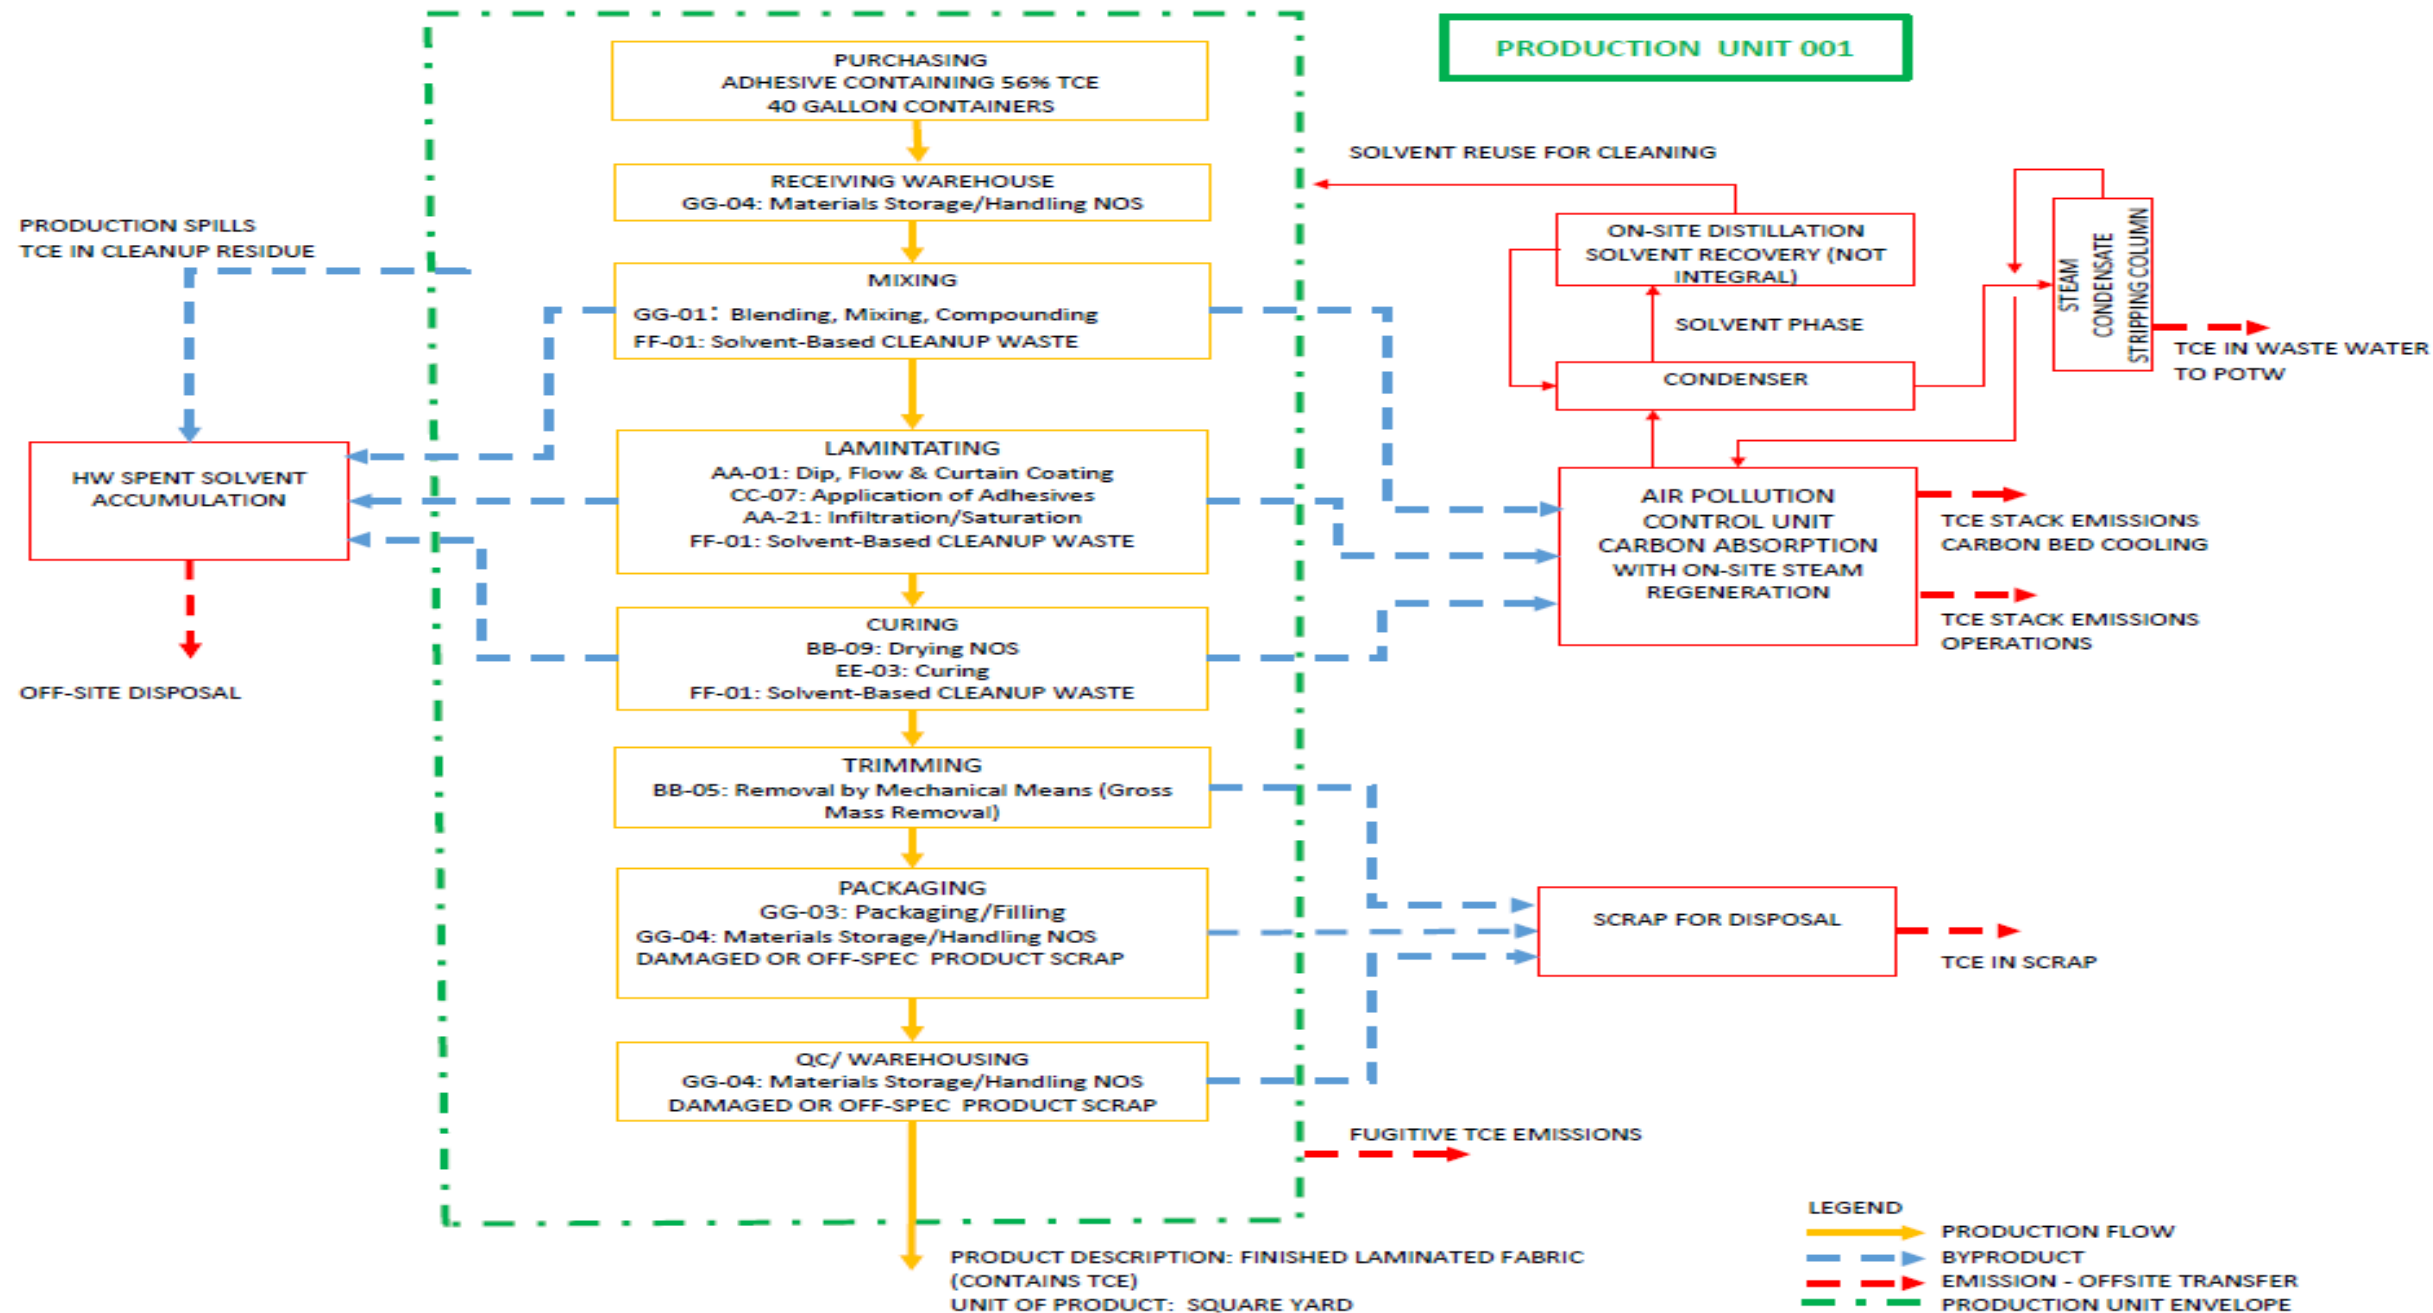 PRODUCTION UNIT 001
PURCHASING
ADHESIVE CONTAINING 56% TCE
40 GALLON CONTAINERS
RECEIVING WAREHOUSE
GG-04: Materials Storage/Handling NOS
MIXING
GG-01: Blending, Mixing, Compounding
FF-01: Solvent-Based CLEANUP WASTE
LAMINTATING
AA-01: Dip, Flow & Curtain Coating
CC-07: Application of Adhesives
AA-21: Infiltration/Saturation
FF-01: Solvent-Based CLEANUP WASTE
CURING
BB-09: Drying NOS
EE-03: Curing
FF-01: Solvent-Based CLEANUP WASTE
TRIMMING
BB-05: Removal by Mechanical Means (Gross
Mass Removal)
PACKAGING
GG-03: Packaging/Filling
GG-04: Materials Storage/Handling NOS
DAMAGED OR OFF-SPEC PRODUCT SCRAP
QC/ WAREHOUSING
GG-04: Materials Storage/Handling NOS
DAMAGED OR OFF-SPEC PRODUCT SCRAP
PRODUCT DESCRIPTION: FINISHED LAMINATED FABRIC
(CONTAINS TCE)
UNIT OF PRODUCT: SQUARE YARD
PRODUCTION SPILLS
TCE IN CLEANUP RESIDUE
HW SPENT SOLVENT
ACCUMULATION
OFF-SITE DISPOSAL
SOLVENT REUSE FOR CLEANING
ON-SITE DISTILLATION
SOLVENT RECOVERY (NOT
INTEGRAL)
SOLVENT PHASE
CONDENSER
STEAM
CONDENSATE
STRIPPING COLUMN
TCE IN WASTE WATER
TO POTW
AIR POLLUTION
CONTROL UNIT
CARBON ABSORPTION
WITH ON-SITE STEAM
REGENERATION
TCE STACK EMISSIONS
CARBON BED COOLING
TCE STACK EMISSIONS
OPERATIONS
SCRAP FOR DISPOSAL
TCE IN SCRAP
FUGITIVE TCE EMISSIONS
LEGEND
PRODUCTION FLOW
BYPRODUCT
EMISSION - OFFSITE TRANSFER
PRODUCTION UNIT ENVELOPE